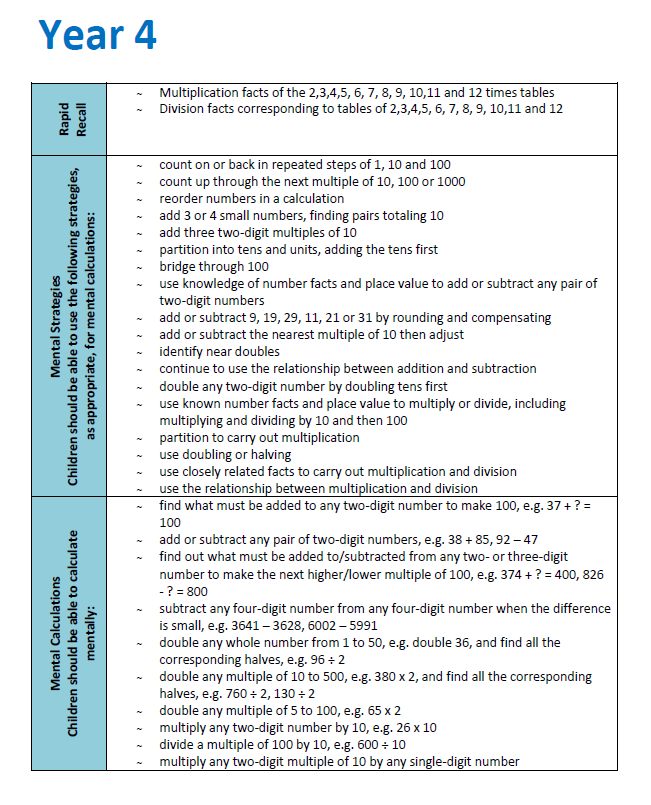 Year 4
Rapid
Recall
~ Multiplication facts of the 2,3,4,5, 6, 7, 8, 9, 10,11 and 12 times tables
~ Division facts corresponding to tables of 2,3,4,5, 6, 7, 8, 9, 10,11 and 12
Mental Strategies
Children should be able to use the following strategies,
as appropriate, for mental calculations:
~ count on or back in repeated steps of 1, 10 and 100
~ count up through the next multiple of 10, 100 or 1000
~ reorder numbers in a calculation
~ add 3 or 4 small numbers, finding pairs totaling 10
~ add three two-digit multiples of 10
~ partition into tens and units, adding the tens first
~ bridge through 100
~ use knowledge of number facts and place value to add or subtract any pair of
two-digit numbers
~ add or subtract 9, 19, 29, 11, 21 or 31 by rounding and compensating
~ add or subtract the nearest multiple of 10 then adjust
~ identify near doubles
~ continue to use the relationship between addition and subtraction
~ double any two-digit number by doubling tens first
~ use known number facts and place value to multiply or divide, including
multiplying and dividing by 10 and then 100
~ partition to carry out multiplication
~ use doubling or halving
~ use closely related facts to carry out multiplication and division
~ use the relationship between multiplication and division
Mental Calculations
Children should be able to calculate
mentally:
~ find what must be added to any two-digit number to make 100, e.g. 37 + ? =
100
~ add or subtract any pair of two-digit numbers, e.g. 38 + 85, 92 – 47
~ find out what must be added to/subtracted from any two- or three-digit
number to make the next higher/lower multiple of 100, e.g. 374 + ? = 400, 826
- ? = 800
~ subtract any four-digit number from any four-digit number when the difference
is small, e.g. 3641 – 3628, 6002 – 5991
~ double any whole number from 1 to 50, e.g. double 36, and find all the
corresponding halves, e.g. 96 ÷ 2
~ double any multiple of 10 to 500, e.g. 380 x 2, and find all the corresponding
halves, e.g. 760 ÷ 2, 130 ÷ 2
~ double any multiple of 5 to 100, e.g. 65 x 2
~ multiply any two-digit number by 10, e.g. 26 x 10
~ divide a multiple of 100 by 10, e.g. 600 ÷ 10
~ multiply any two-digit multiple of 10 by any single-digit number